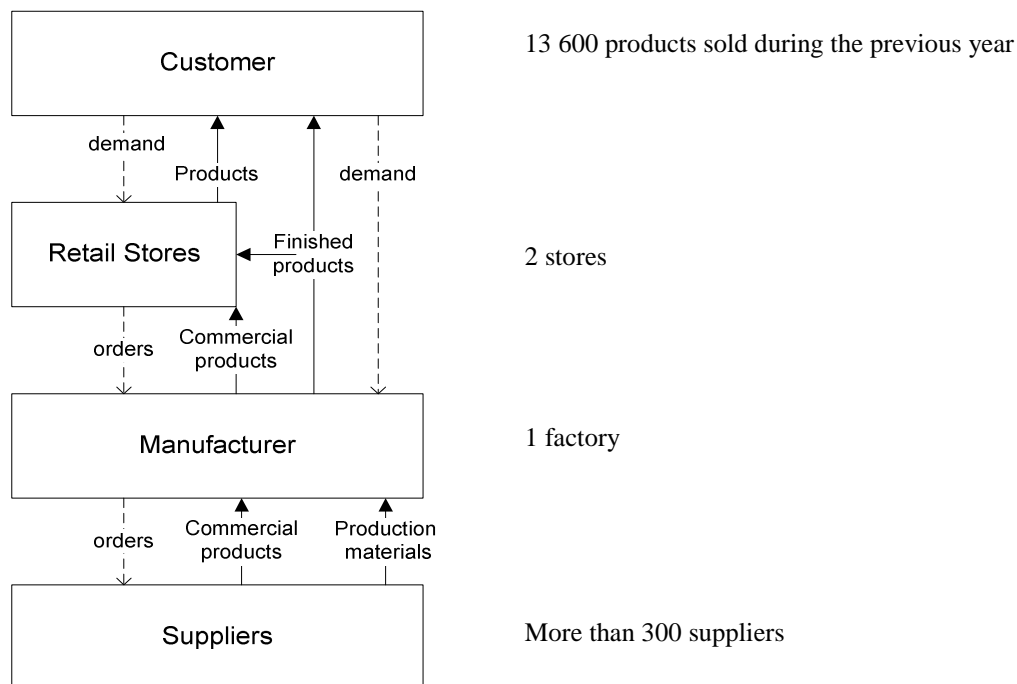 Customer
13 600 products sold during the previous year
demand
Products
demand
Retail Stores
Finished
products
2 stores
orders
Commercial
products
Manufacturer
1 factory
orders
Commercial
products
Production
materials
Suppliers
More than 300 suppliers